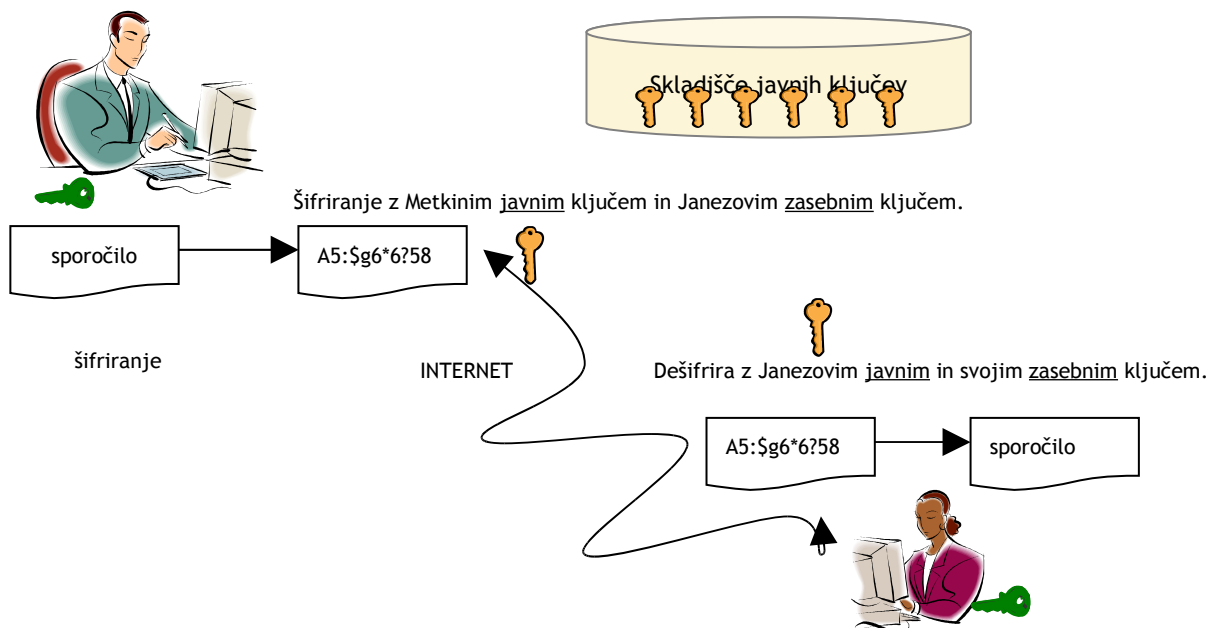 Skladišče javnih ključev
Šifriranje z Metkinim javnim ključem in Janezovim zasebnim ključem.
sporočilo
A5:$g6*6?58
šifriranje
INTERNET
Dešifrira z Janezovim javnim in svojim zasebnim ključem.
A5:$g6*6?58
sporočilo